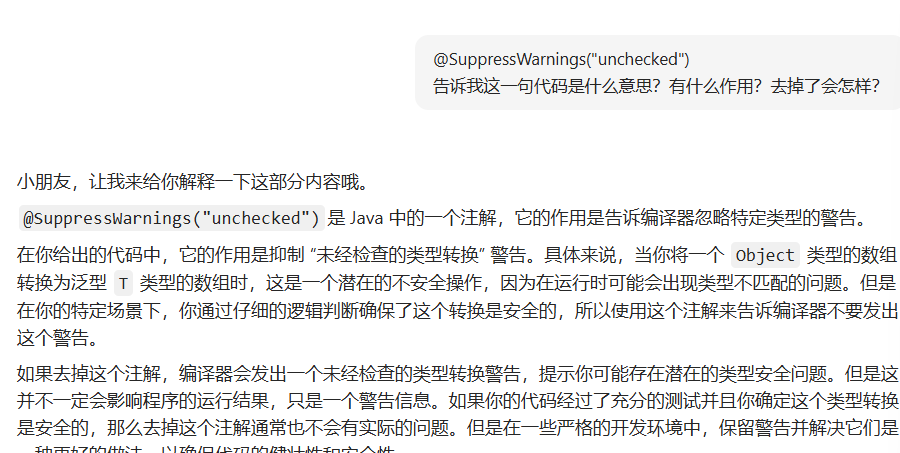 @SuppressWarnings("unchecked")
告诉我这一句代码是什么意思？有什么作用？去掉了会怎样？
小朋友，让我来给你解释一下这部分内容哦。
@SuppressWarnings("unchecked") 是 Java 中的一个注解，它的作用是告诉编译器忽略特定类型的警告。
在你给出的代码中，它的作用是抑制 “未经检查的类型转换” 警告。具体来说，当你将一个 Object 类型的数组
转换为泛型 T 类型的数组时，这是一个潜在的不安全操作，因为在运行时可能会出现类型不匹配的问题。但是
在你的特定场景下，你通过仔细的逻辑判断确保了这个转换是安全的，所以使用这个注解来告诉编译器不要发出
这个警告。
如果去掉这个注解，编译器会发出一个未经检查的类型转换警告，提示你可能存在潜在的类型安全问题。但是这
并不一定会影响程序的运行结果，只是一个警告信息。如果你的代码经过了充分的测试并且你确定这个类型转换
是安全的，那么去掉这个注解通常也不会有实际的问题。但是在一些严格的开发环境中，保留警告并解决它们是
一种更好的做法，以确保代码的健壮性和安全性。